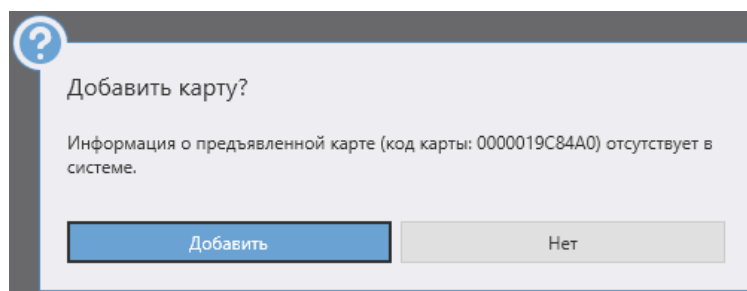 ?
Добавить карту?
Информация о предъявленной карте (код карты: 0000019C84A0) отсутствует в
системе.
Добавить Нет